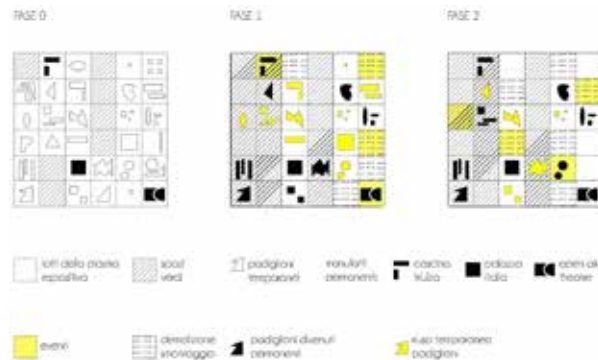 FASE 0
FASE 1
FASE 2
lotti della piastra
espositiva
spazi
verdi
padiglioni
temporanei
manufatti
permanenti
cascina
triulza
palazzo
italia
open air
theater
eventi
demolizione
smontaggio
padiglioni divenuti
permanenti
riuso temporaneo
padiglioni